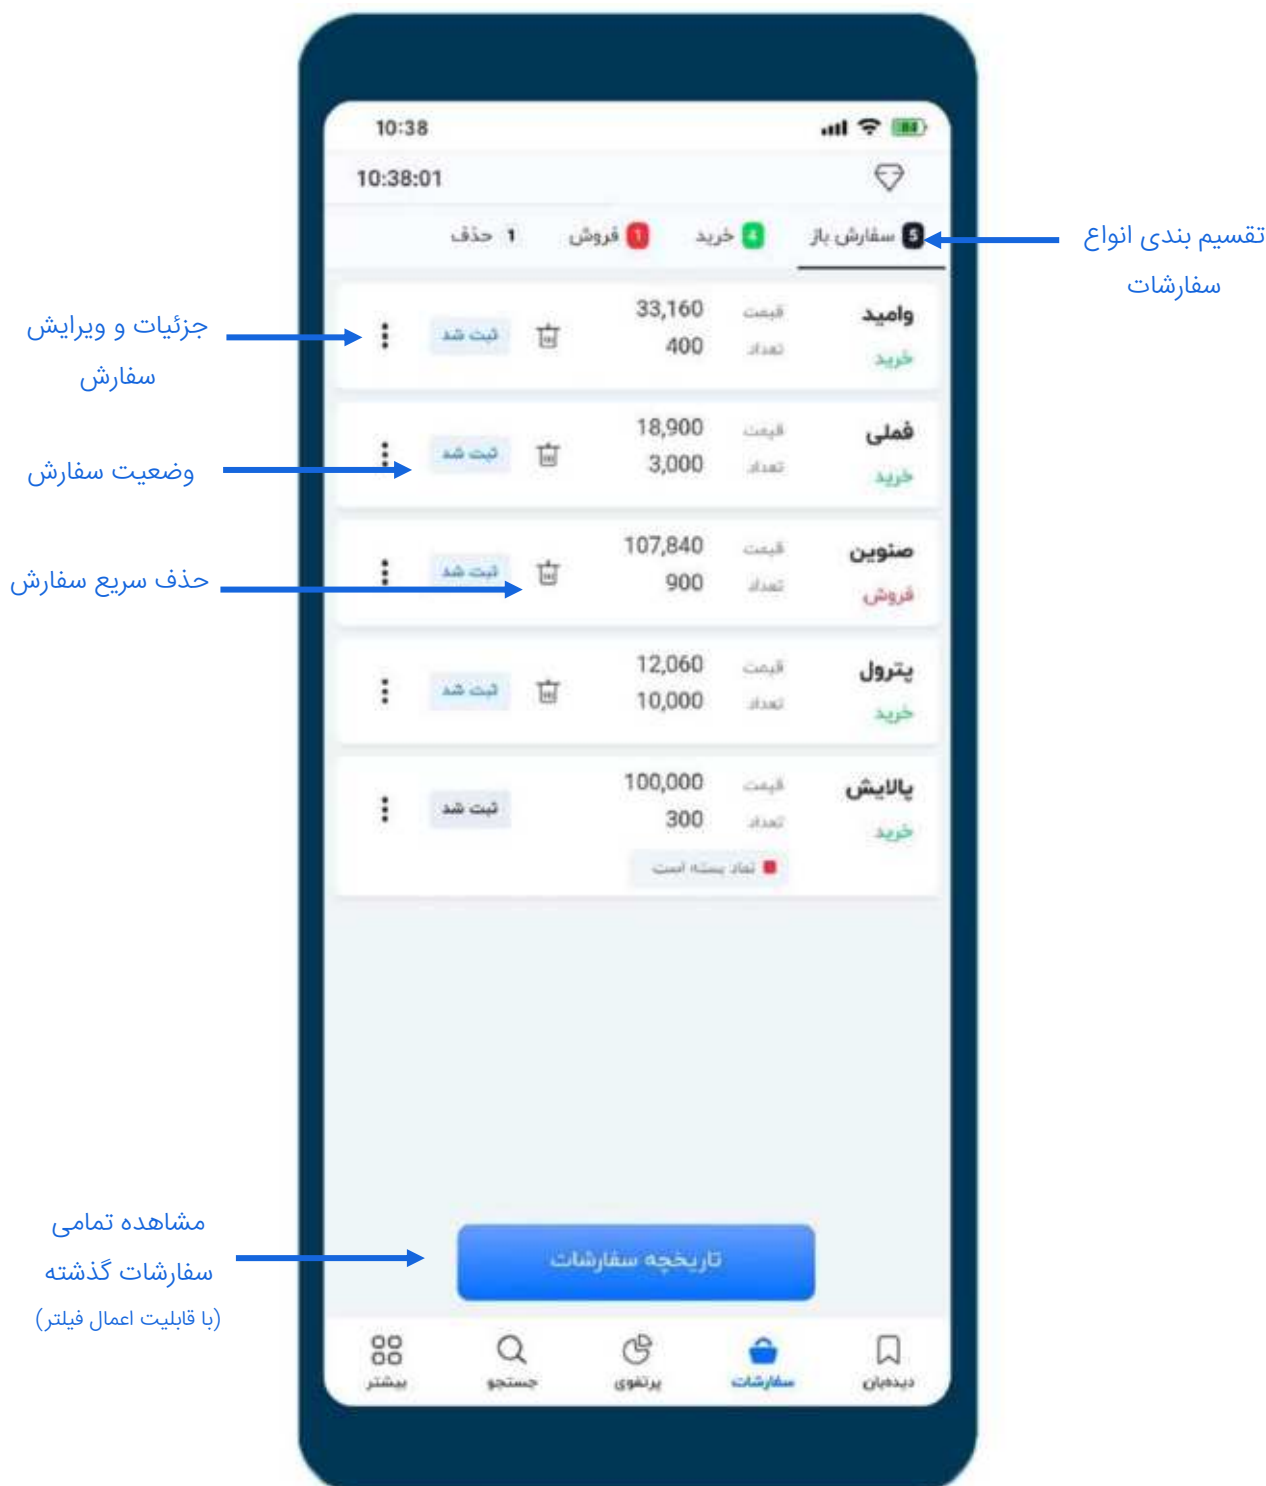 10:38
84
10:38:01
5 سفارش باز
4 خرید
1 فروش
1 حذف
تقسیم بندی انواع
سفارشات
وامید
قیمت 33,160
ثبت شد
خرید
تعداد 400
جزئیات و ویرایش
سفارش
فملی
قیمت 18,900
ثبت شد
خرید
تعداد 3,000
وضعیت سفارش
صنوین
قیمت 107,840
ثبت شد
فروش
تعداد 900
حذف سریع سفارش
پترول
قیمت 12,060
ثبت شد
خرید
تعداد 10,000
پالایش
قیمت 100,000
ثبت شد
خرید
تعداد 300
نماد بسته است
تاریخچه سفارشات
مشاهده تمامی
سفارشات گذشته
(با قابلیت اعمال فیلتر)
دیده‌بان
سفارشات
پرتفوی
جستجو
بیشتر